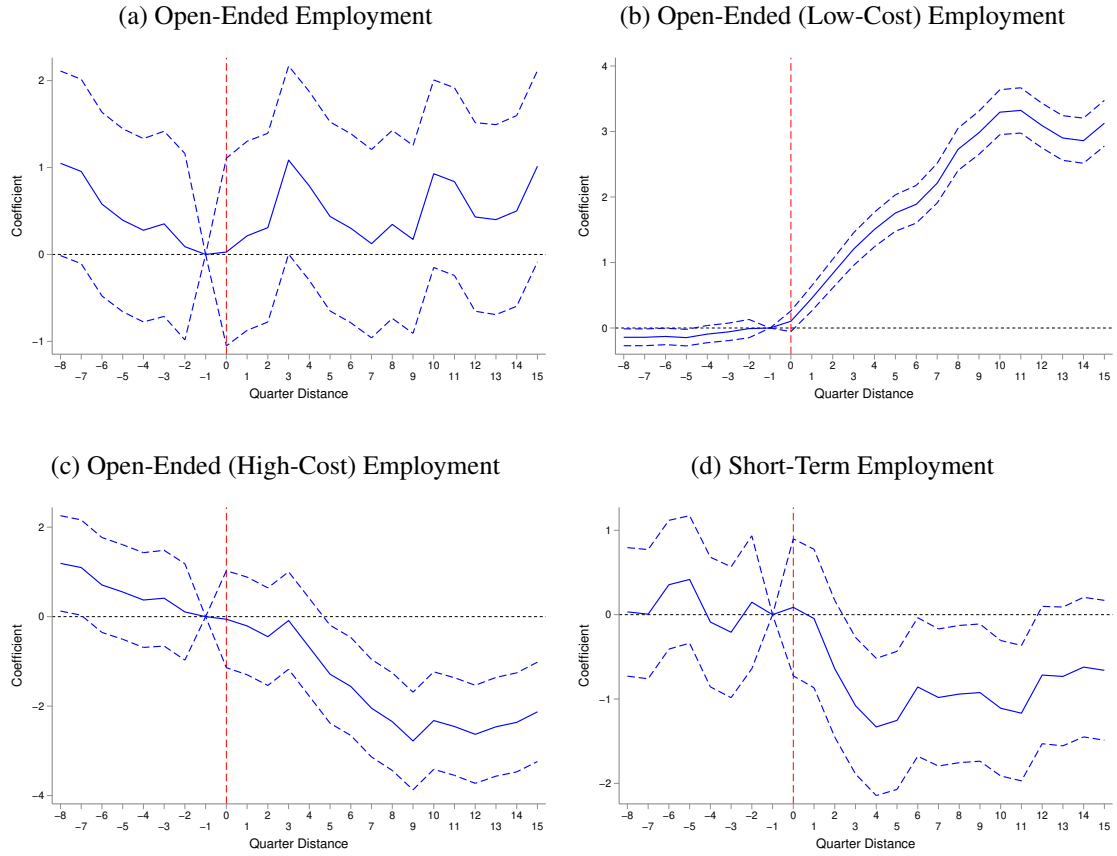 (a) Open-Ended Employment
Coefficient
2
1
0
−1
−8 −7 −6 −5 −4 −3 −2 −1 0 1 2 3 4 5 6 7 8 9 10 11 12 13 14 15
Quarter Distance
(b) Open-Ended (Low-Cost) Employment
Coefficient
4
3
2
1
0
−8 −7 −6 −5 −4 −3 −2 −1 0 1 2 3 4 5 6 7 8 9 10 11 12 13 14 15
Quarter Distance
(c) Open-Ended (High-Cost) Employment
Coefficient
2
0
−2
−4
−8 −7 −6 −5 −4 −3 −2 −1 0 1 2 3 4 5 6 7 8 9 10 11 12 13 14 15
Quarter Distance
(d) Short-Term Employment
Coefficient
1
0
−1
−2
−8 −7 −6 −5 −4 −3 −2 −1 0 1 2 3 4 5 6 7 8 9 10 11 12 13 14 15
Quarter Distance